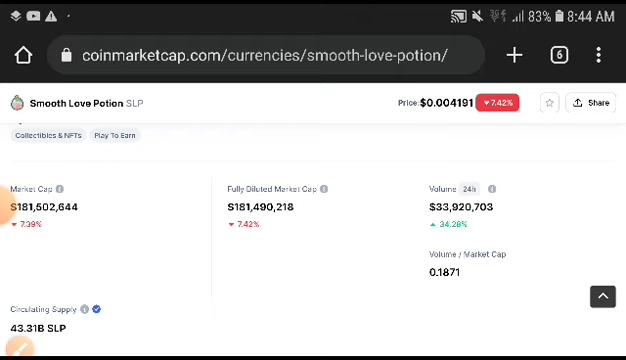 83% 8:44 AM
coinmarketcap.com/currencies/smooth-love-potion/
6
Smooth Love Potion SLP
Price:$0.004191 ▼7.42%
Share
Collectibles & NFTs Play To Earn
Market Cap
$181,502,644
▼ 7.39%
Fully Diluted Market Cap
$181,490,218
▼ 7.42%
Volume 24h
$33,920,703
▲ 34.28%
Volume / Market Cap
0.1871
Circulating Supply
43.31B SLP